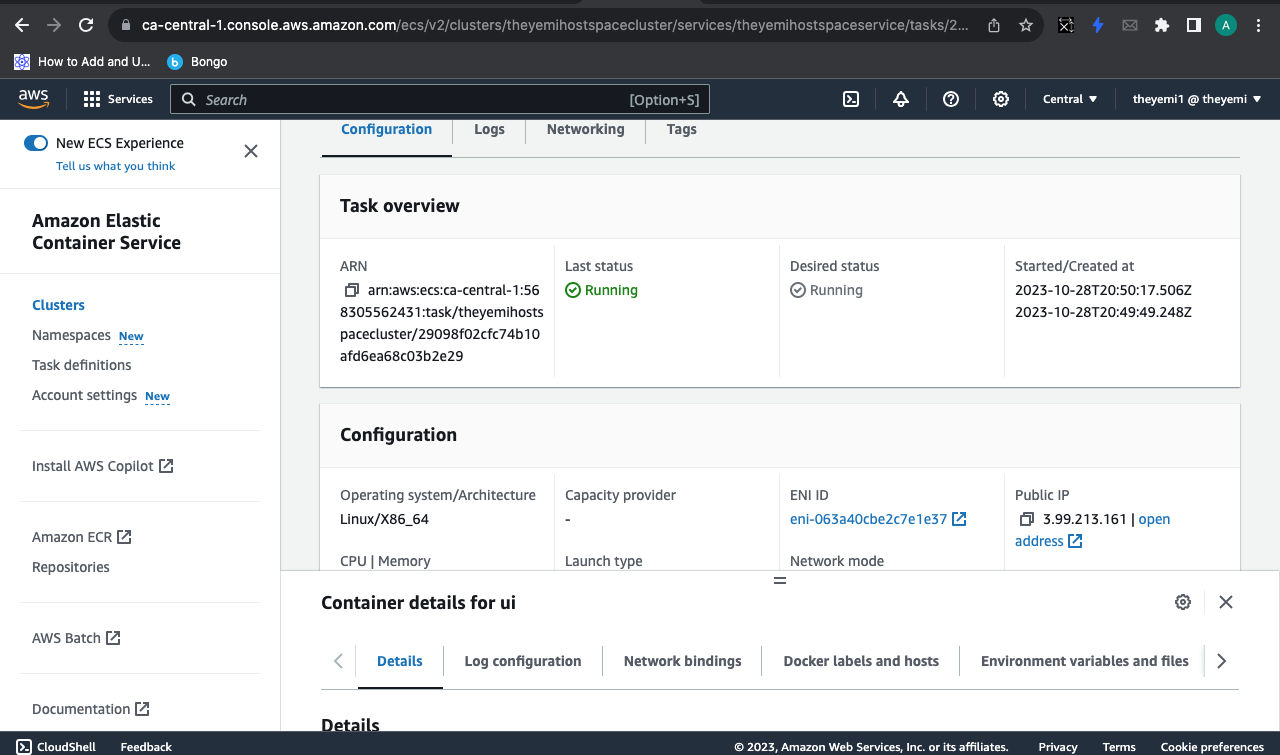 ca-central-1.console.aws.amazon.com/ecs/v2/clusters/theyemihostspacecluster/services/theyemihostspaceservice/tasks/2...
A
How to Add and U...
b Bongo
aws
Services
Search
[Option+S]
Central
theyemi1 @ theyemi
New ECS Experience
Tell us what you think
Amazon Elastic
Container Service
Clusters
Namespaces New
Task definitions
Account settings New
Install AWS Copilot
Amazon ECR
Repositories
AWS Batch
Documentation
Configuration
Logs
Networking
Tags
Task overview
ARN
arn:aws:ecs:ca-central-1:56
8305562431:task/theyemihosts
pacecluster/29098f02cfc74b10
afd6ea68c03b2e29
Last status
Running
Desired status
Running
Started/Created at
2023-10-28T20:50:17.506Z
2023-10-28T20:49:49.248Z
Configuration
Operating system/Architecture
Linux/X86_64
Capacity provider
-
ENI ID
eni-063a40cbe2c7e1e37
Public IP
3.99.213.161 | open
address
CPU | Memory
Launch type
Network mode
Container details for ui
Details
Log configuration
Network bindings
Docker labels and hosts
Environment variables and files
Details
CloudShell
Feedback
© 2023, Amazon Web Services, Inc. or its affiliates.
Privacy
Terms
Cookie preferences